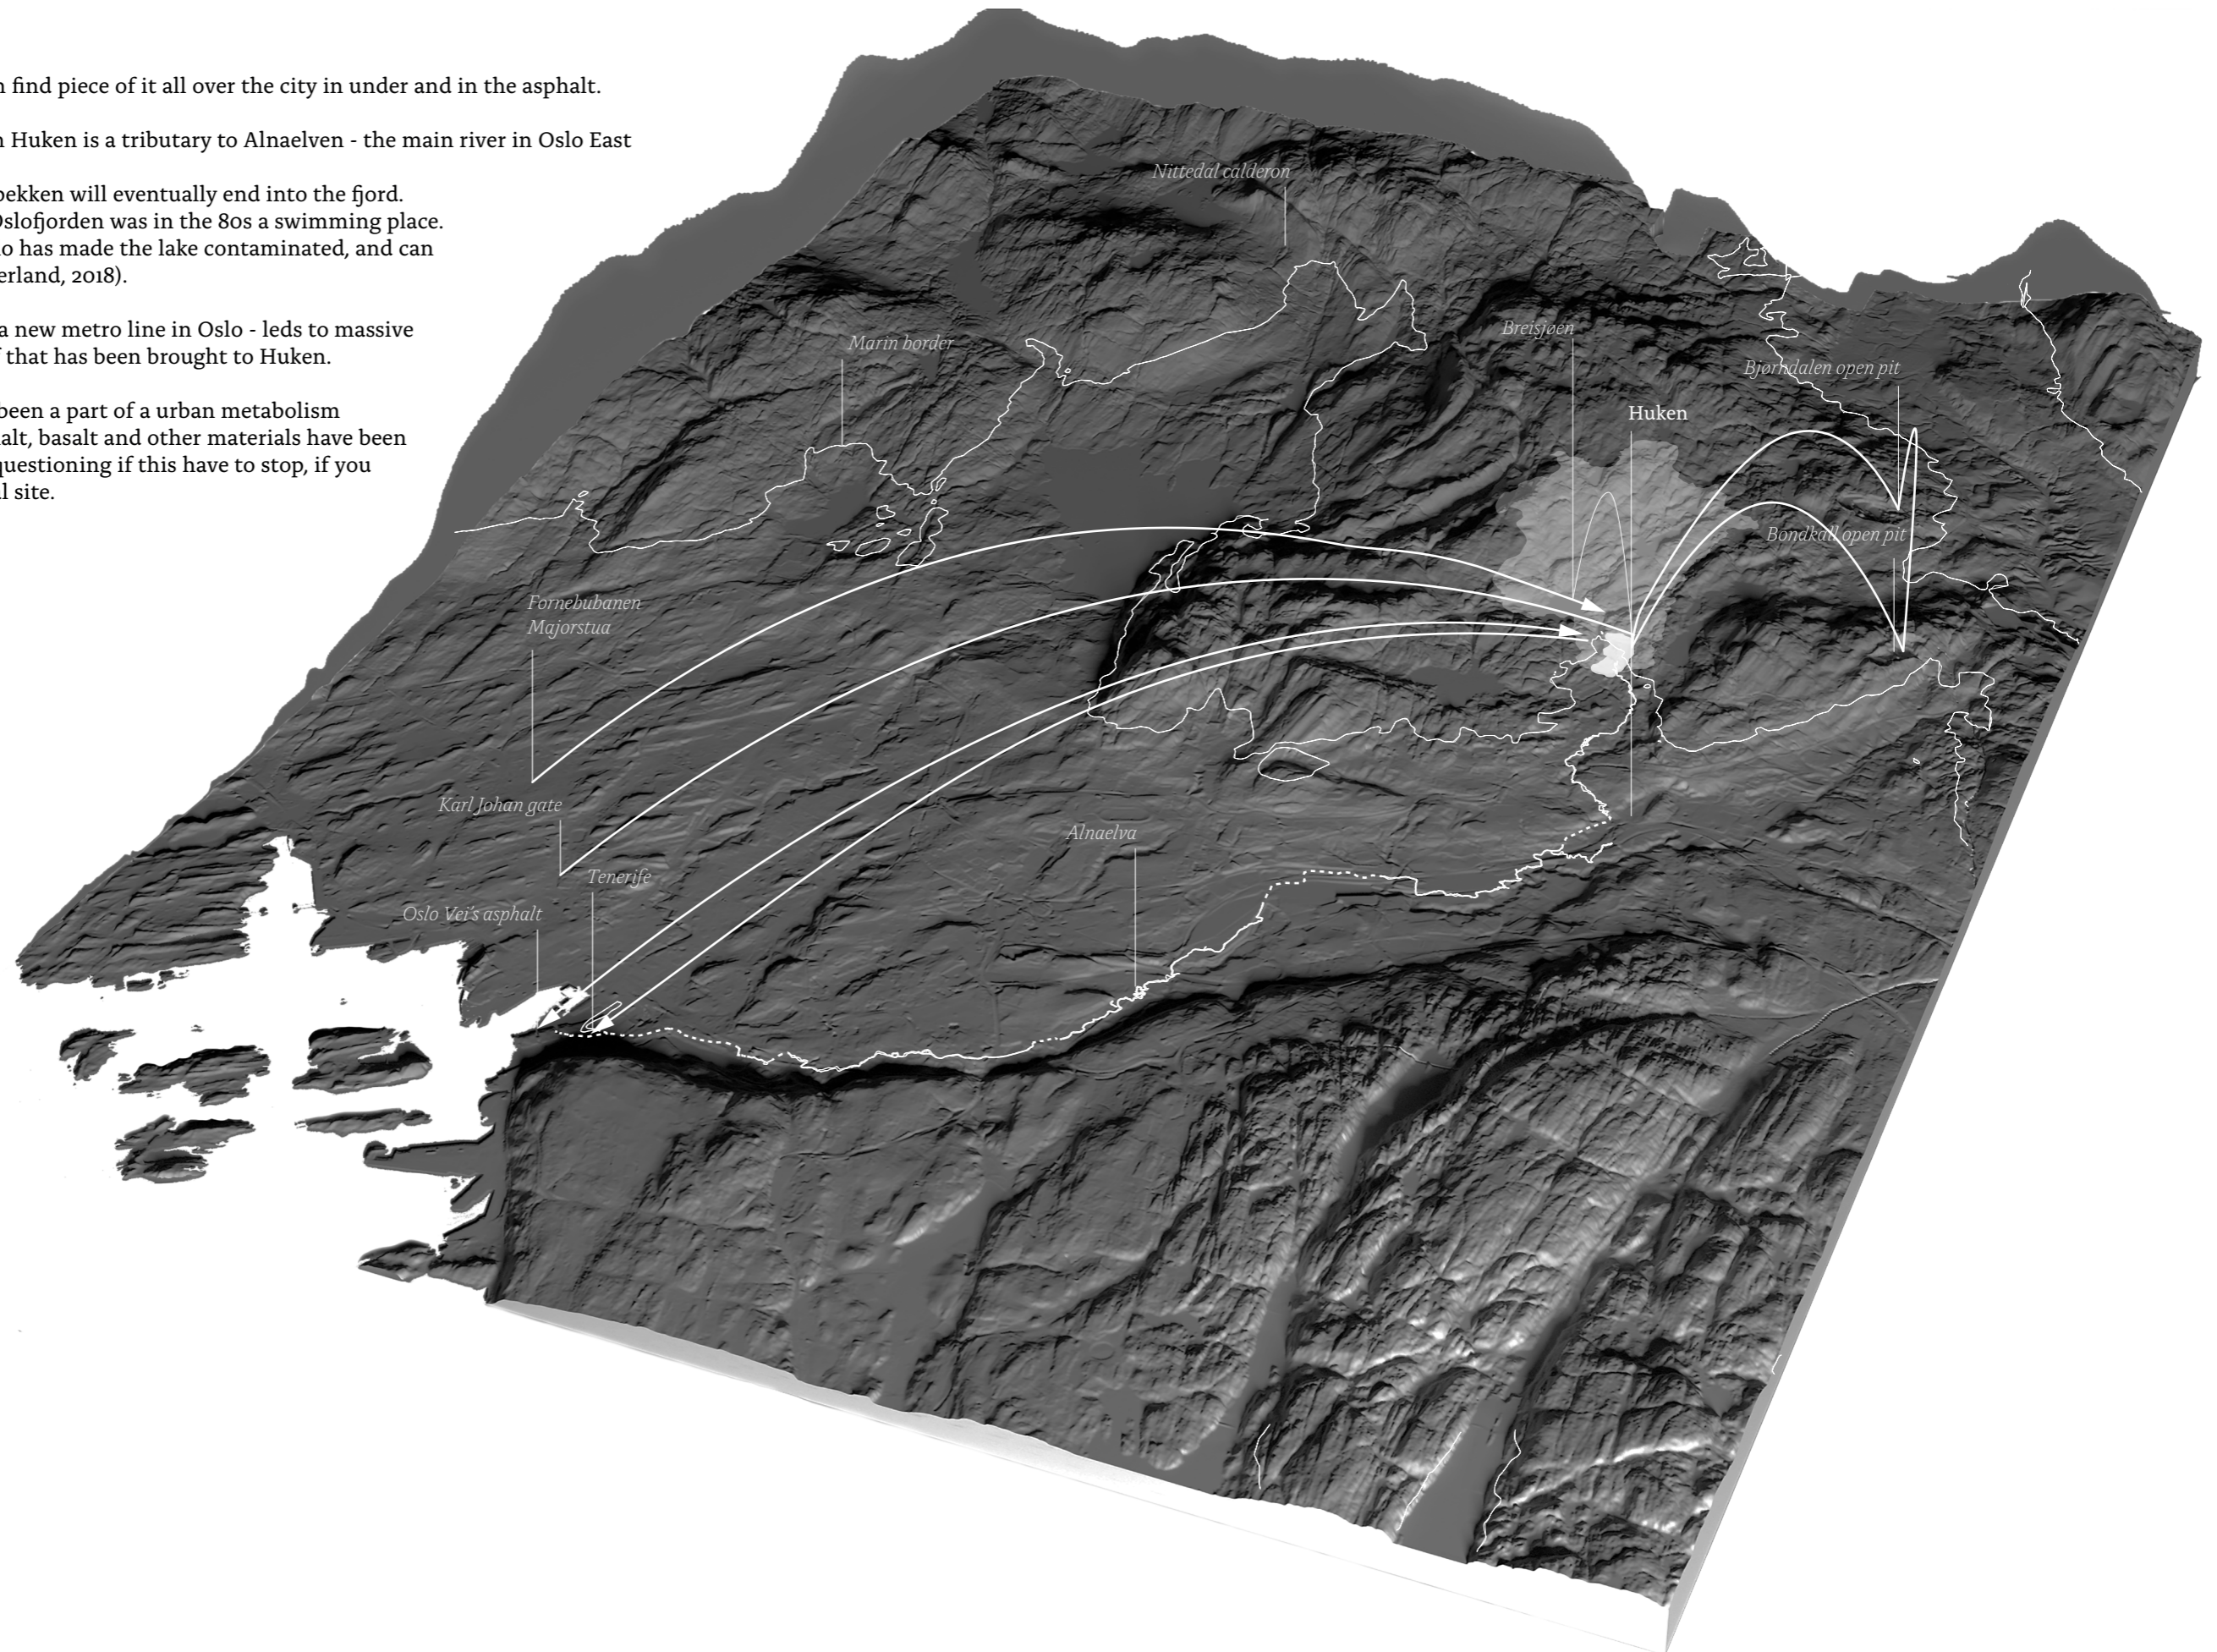 n find piece of it all over the city in under and in the asphalt.
n Huken is a tributary to Alnaelven - the main river in Oslo East
bekken will eventually end into the fjord.
Oslofjorden was in the 80s a swimming place.
lo has made the lake contaminated, and can
erland, 2018).
a new metro line in Oslo - leds to massive
f that has been brought to Huken.
been a part of a urban metabolism
alt, basalt and other materials have been
questioning if this have to stop, if you
l site.
Nittedal calderon
Marin border
Breisjøen
Bjørndalen open pit
Huken
Bondkall open pit
Fornebubanen
Majorstua
Karl Johan gate
Alnaelva
Tenerife
Oslo Vei's asphalt